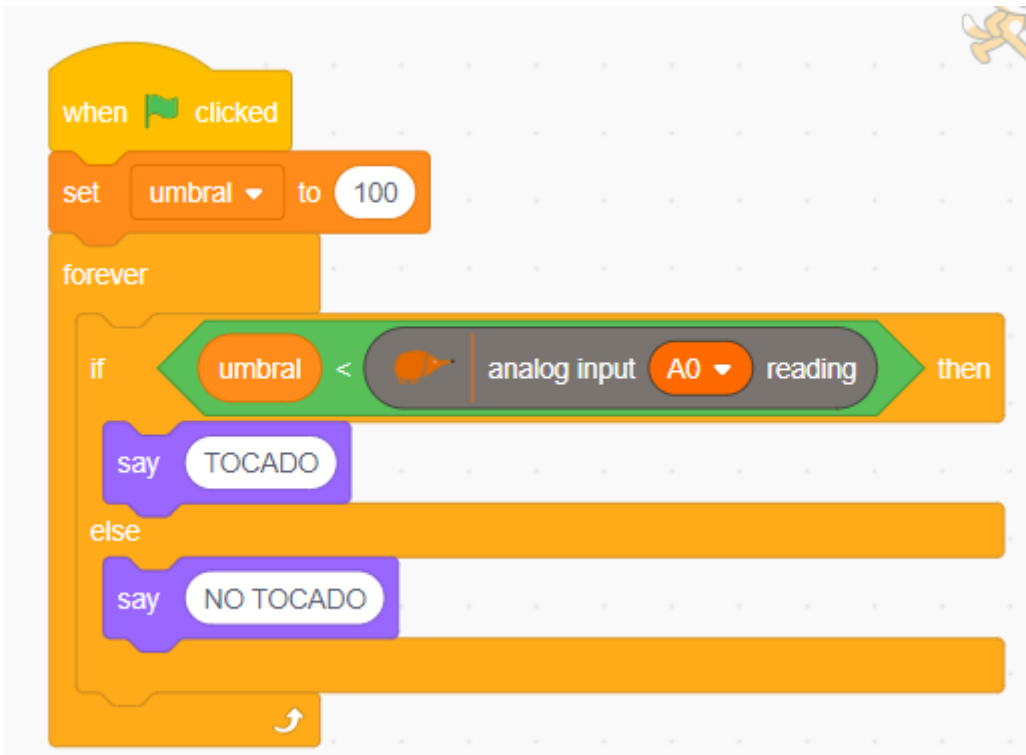 when clicked
set umbral to 100
forever
if umbral < analog input A0 reading then
say TOCADO
else
say NO TOCADO